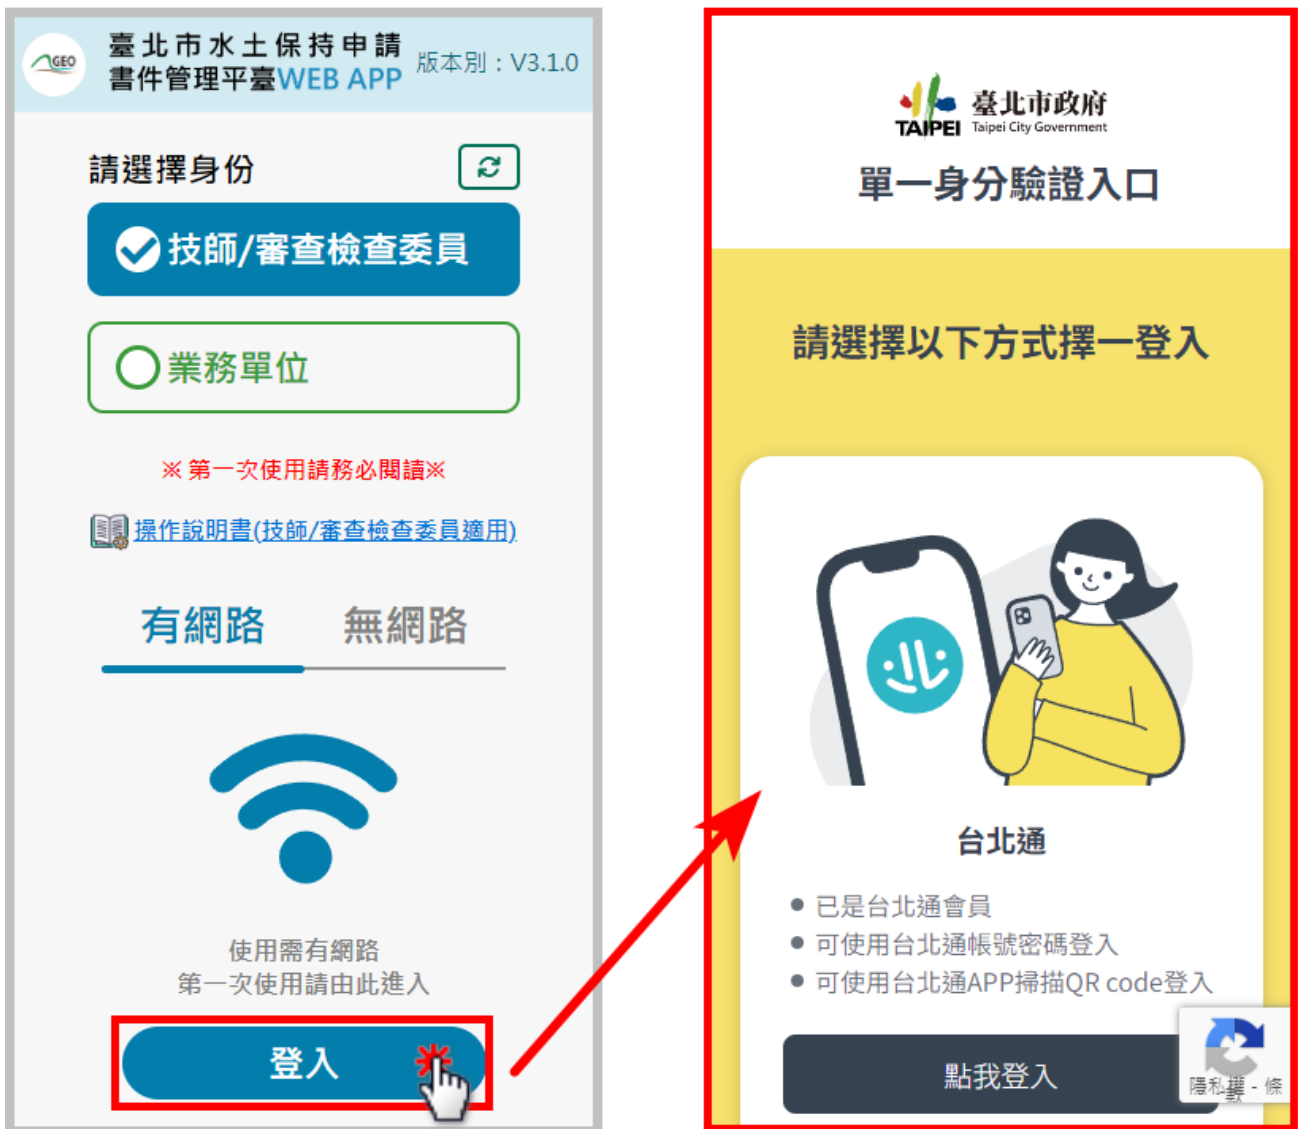 GEO
臺北市水土保持申請
書件管理平臺WEB APP
版本別：V3.1.0
請選擇身份
技師/審查檢查委員
業務單位
※第一次使用請務必閱讀※
操作說明書(技師/審查檢查委員適用)
有網路
無網路
使用需有網路
第一次使用請由此進入
登入
TAIPEI
臺北市政府
Taipei City Government
單一身分驗證入口
請選擇以下方式擇一登入
台北通
已是台北通會員
可使用台北通帳號密碼登入
可使用台北通APP掃描QR code登入
點我登入
隱私權 - 條
款